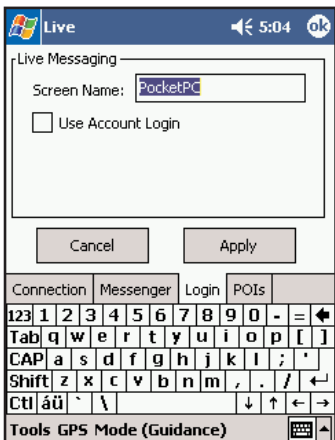 Live 5:04 ok
Live Messaging
Screen Name: PocketPC
Use Account Login
Cancel Apply
Connection Messenger Login POIs
123 1 2 3 4 5 6 7 8 9 0 - =
Tab q w e r t y u i o p [ ]
CAP a s d f g h j k l ; '
Shift z x c v b n m , . /
Ctl áü ` \
Tools GPS Mode (Guidance)